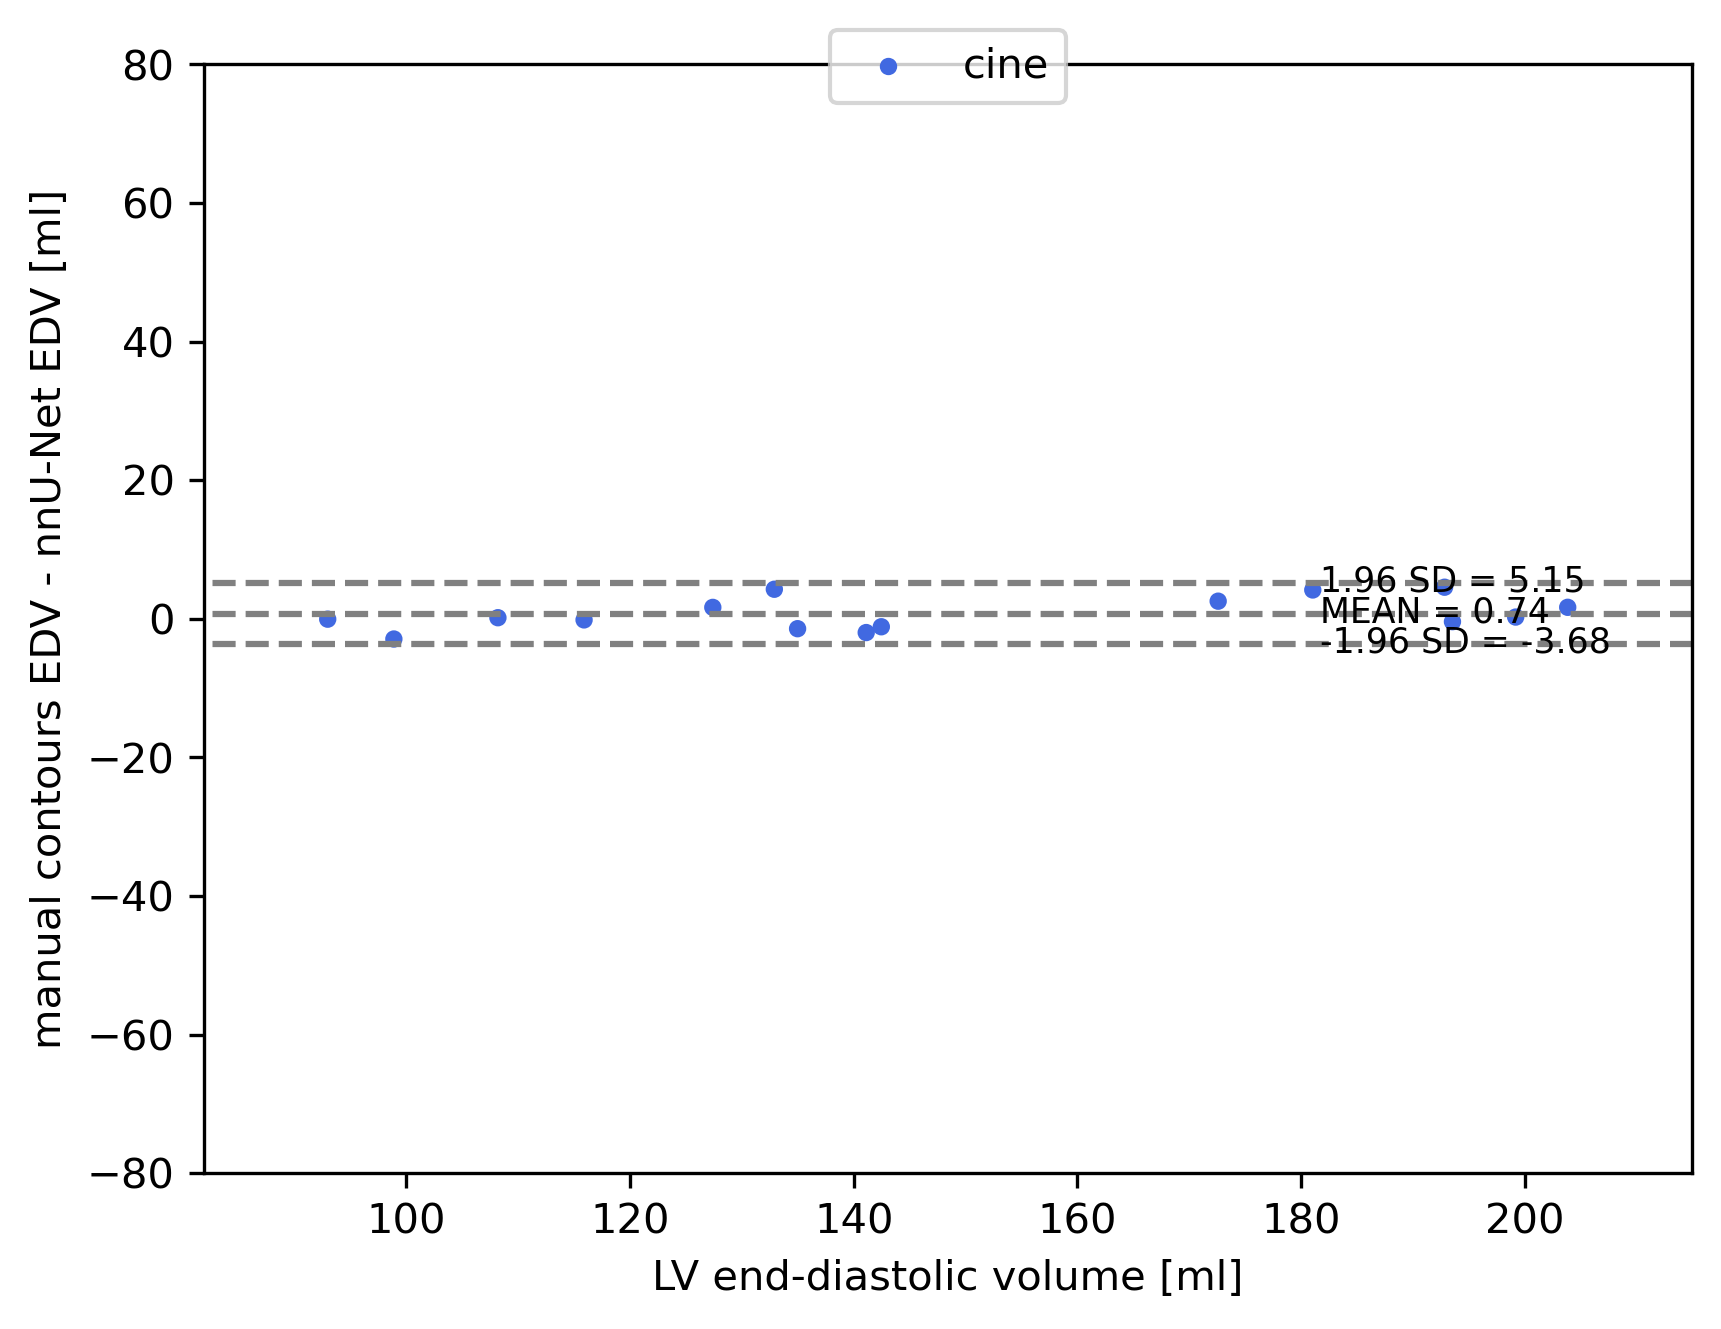 cine
80
60
40
20
0
−20
−40
−60
−80
manual contours EDV - nnU-Net EDV [ml]
1.96 SD = 5.15
MEAN = 0.74
-1.96 SD = -3.68
100 120 140 160 180 200
LV end-diastolic volume [ml]